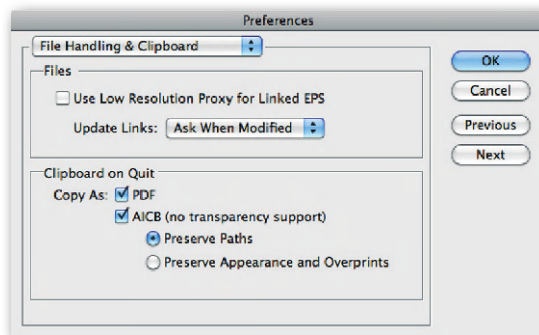 Preferences
File Handling & Clipboard
OK
Cancel
Previous
Next
Files
Use Low Resolution Proxy for Linked EPS
Update Links: Ask When Modified
Clipboard on Quit
Copy As: PDF
AICB (no transparency support)
Preserve Paths
Preserve Appearance and Overprints